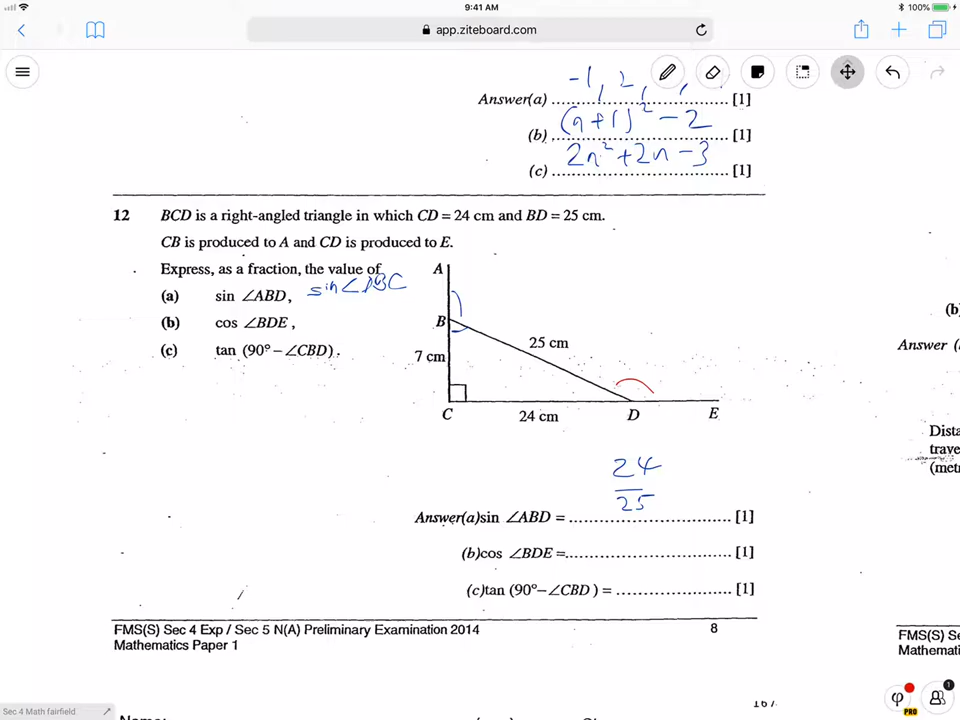 9:41 AM
100%
app.ziteboard.com
-1, 2, , ,
Answer(a) ........................................ [1]
(b) (n+1)² - 2 [1]
(c) 2n² + 2n - 3 [1]
12 BCD is a right-angled triangle in which CD = 24 cm and BD = 25 cm.
CB is produced to A and CD is produced to E.
Express, as a fraction, the value of
(a) sin ∠ABD, sin∠DBC
(b) cos ∠BDE,
(c) tan (90° – ∠CBD).
A
B
25 cm
7 cm
C
24 cm
D
E
(b)
Answer (
Dista
trave
(met
24
25
Answer(a)sin ∠ABD = ........................................ [1]
(b)cos ∠BDE =........................................ [1]
(c)tan (90°– ∠CBD ) = ............................. [1]
FMS(S) Sec 4 Exp / Sec 5 N(A) Preliminary Examination 2014
8
Mathematics Paper 1
FMS(S) Se
Mathematic
Sec 4 Math fairfield
φ
PRO
1